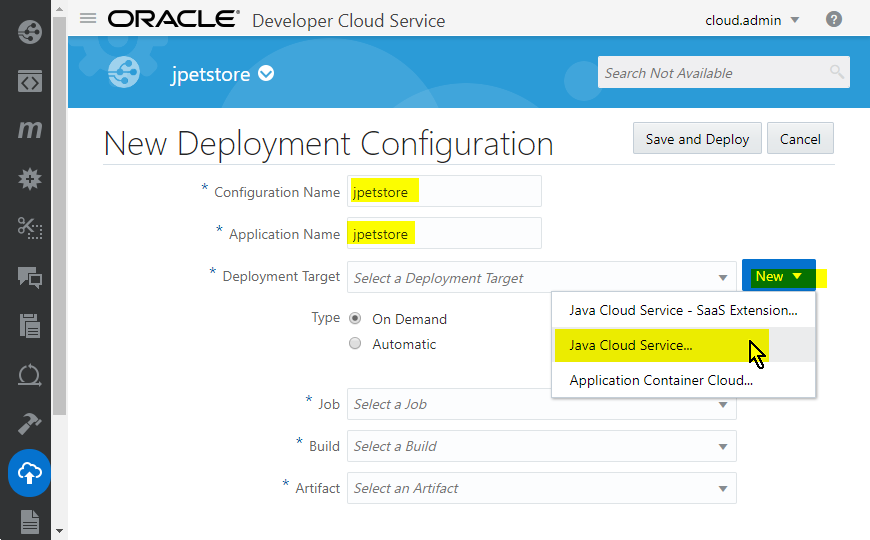 ORACLE® Developer Cloud Service cloud.admin ?
jpetstore Search Not Available
New Deployment Configuration Save and Deploy Cancel
* Configuration Name jpetstore
* Application Name jpetstore
* Deployment Target Select a Deployment Target New
Java Cloud Service - SaaS Extension...
Type On Demand
Java Cloud Service...
Automatic
Application Container Cloud...
* Job Select a Job
* Build Select a Build
* Artifact Select an Artifact
m